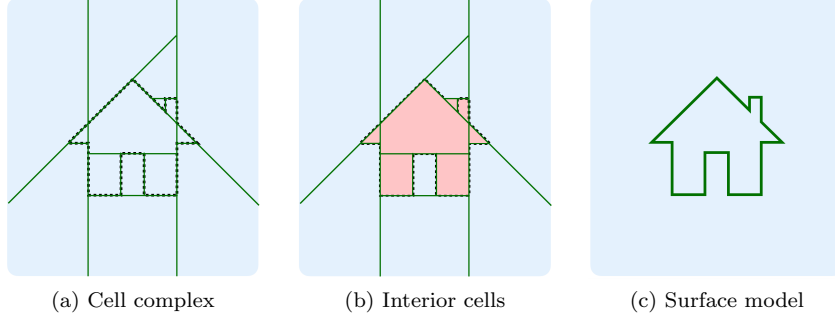 (a) Cell complex
(b) Interior cells
(c) Surface model